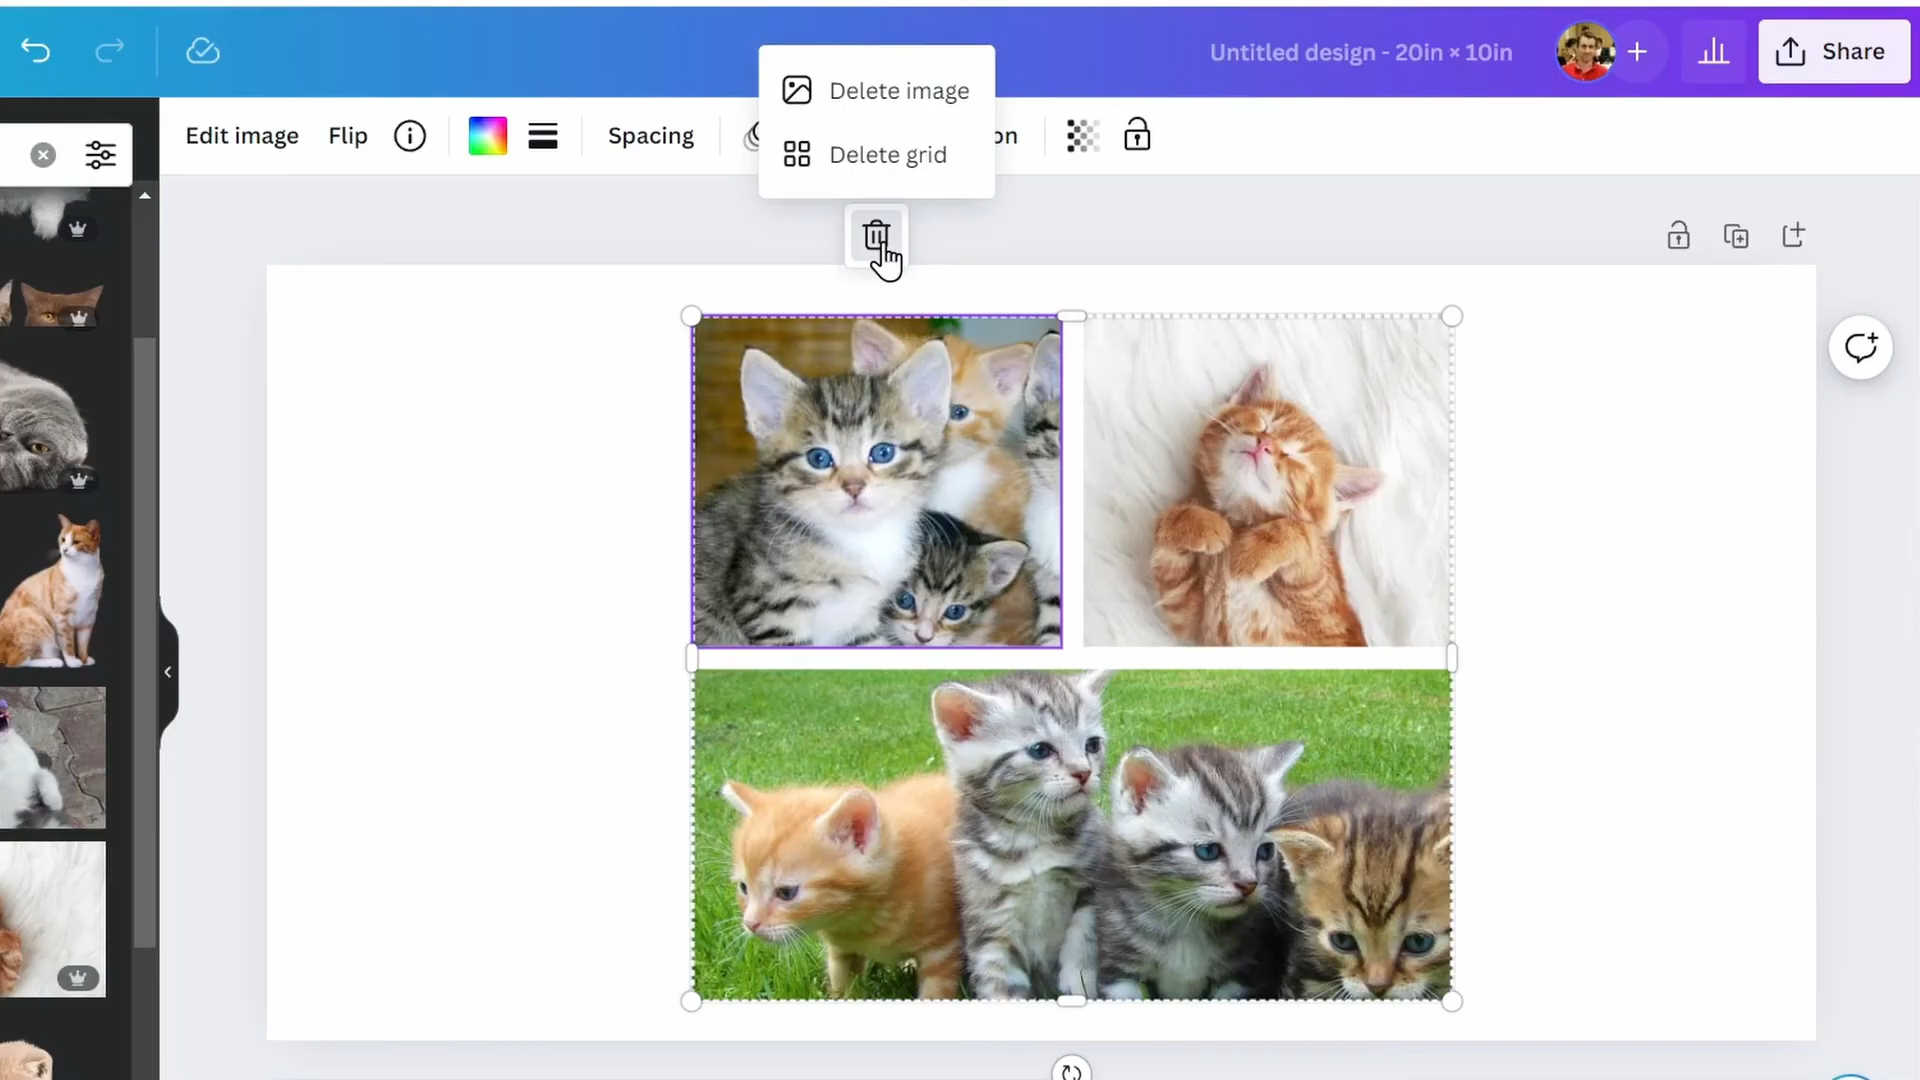 Untitled design - 20in × 10in
Share
Delete image
Delete grid
Edit image
Flip
Spacing
on